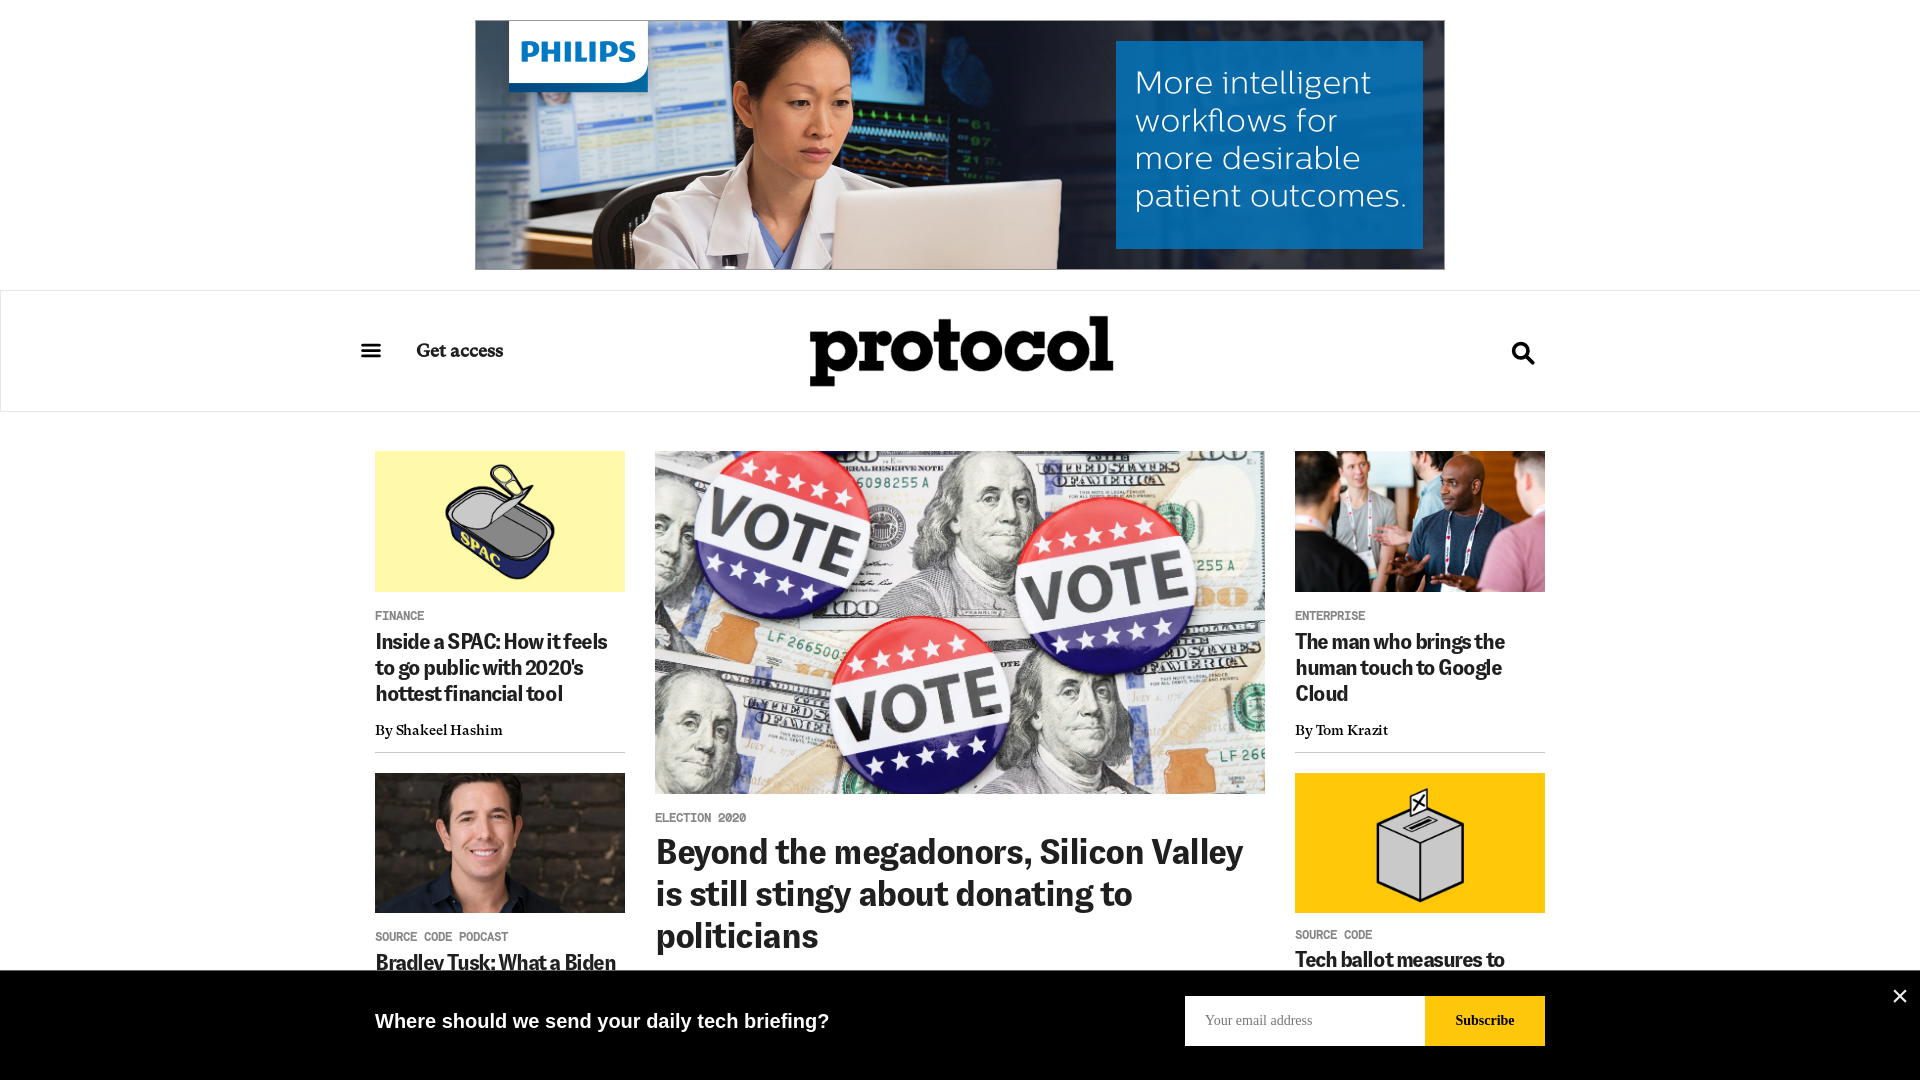 PHILIPS
More intelligent
workflows for
more desirable
patient outcomes.
Get access
protocol
SPAC
FINANCE
Inside a SPAC: How it feels
to go public with 2020's
hottest financial tool
By Shakeel Hashim
SOURCE CODE PODCAST
Bradley Tusk: What a Biden
VOTE
VOTE
VOTE
ELECTION 2020
Beyond the megadonors, Silicon Valley
is still stingy about donating to
politicians
ENTERPRISE
The man who brings the
human touch to Google
Cloud
By Tom Krazit
SOURCE CODE
Tech ballot measures to
Where should we send your daily tech briefing?
Your email address
Subscribe